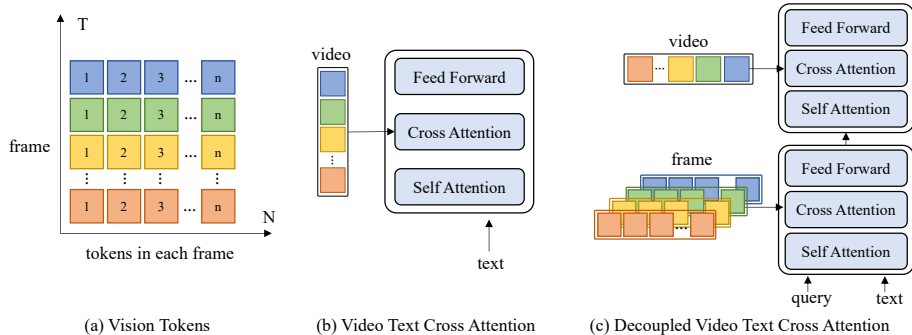 T
1 2 3 ... n
1 2 3 ... n
frame
1 2 3 ... n
1 2 3 ... n
N
tokens in each frame
(a) Vision Tokens
video
Feed Forward
Cross Attention
Self Attention
text
(b) Video Text Cross Attention
video
Feed Forward
Cross Attention
Self Attention
frame
Feed Forward
Cross Attention
Self Attention
query text
(c) Decoupled Video Text Cross Attention